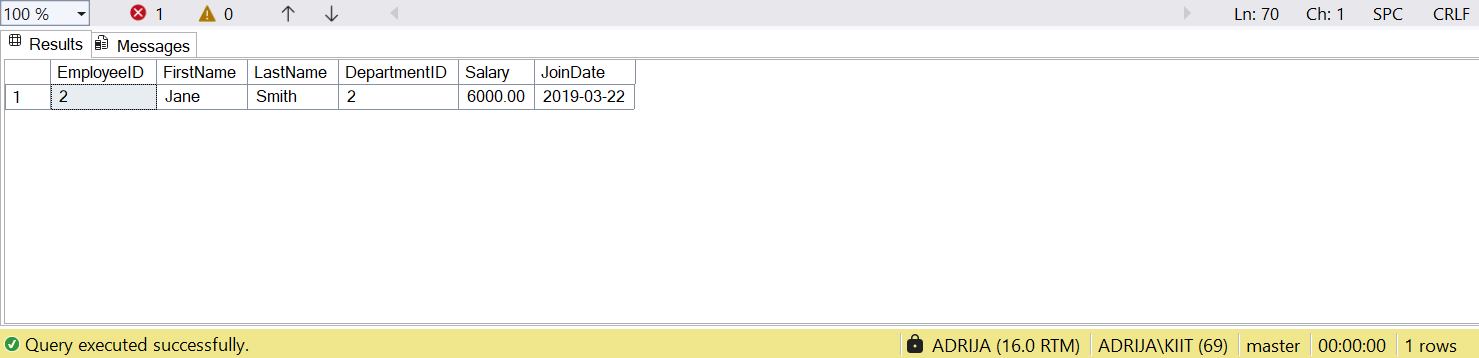 100 % 1 0 Ln: 70 Ch: 1 SPC CRLF
Results Messages
EmployeeID FirstName LastName DepartmentID Salary JoinDate
1 2 Jane Smith 2 6000.00 2019-03-22
Query executed successfully. ADRIJA (16.0 RTM) ADRIJA\KIIT (69) master 00:00:00 1 rows